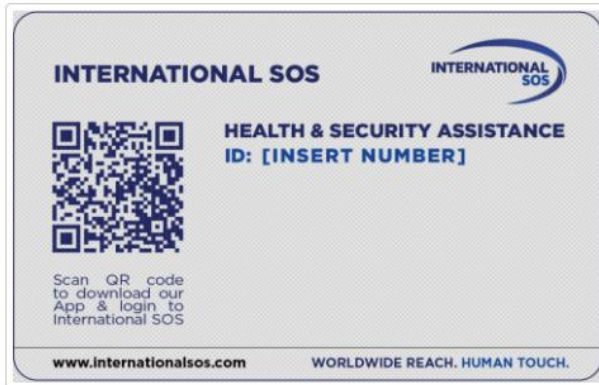 INTERNATIONAL SOS
INTERNATIONAL
SOS
HEALTH & SECURITY ASSISTANCE
ID: [INSERT NUMBER]
Scan QR code
to download our
App & login to
International SOS
www.internationalsos.com
WORLDWIDE REACH. HUMAN TOUCH.